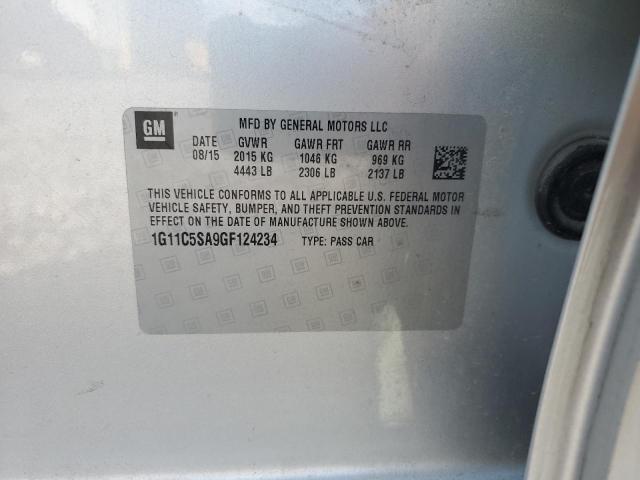 GM
MFD BY GENERAL MOTORS LLC
DATE GVWR GAWR FRT GAWR RR
08/15 2015 KG 1046 KG 969 KG
4443 LB 2306 LB 2137 LB
THIS VEHICLE CONFORMS TO ALL APPLICABLE U.S. FEDERAL MOTOR
VEHICLE SAFETY, BUMPER, AND THEFT PREVENTION STANDARDS IN
EFFECT ON THE DATE OF MANUFACTURE SHOWN ABOVE.
1G11C5SA9GF124234 TYPE: PASS CAR